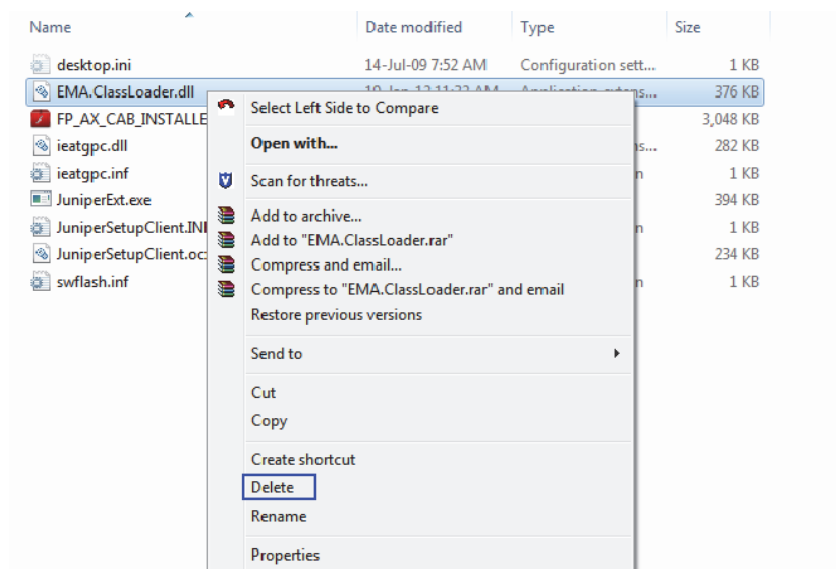 Name Date modified Type Size
desktop.ini 14-Jul-09 7:52 AM Configuration sett... 1 KB
EMA.ClassLoader.dll 376 KB
FP_AX_CAB_INSTALLE 3,048 KB
ieatgpc.dll 282 KB
ieatgpc.inf 1 KB
JuniperExt.exe 394 KB
JuniperSetupClient.INI 1 KB
JuniperSetupClient.oc 234 KB
swflash.inf 1 KB
Select Left Side to Compare
Open with...
Scan for threats...
Add to archive...
Add to "EMA.ClassLoader.rar"
Compress and email...
Compress to "EMA.ClassLoader.rar" and email
Restore previous versions
Send to
Cut
Copy
Create shortcut
Delete
Rename
Properties